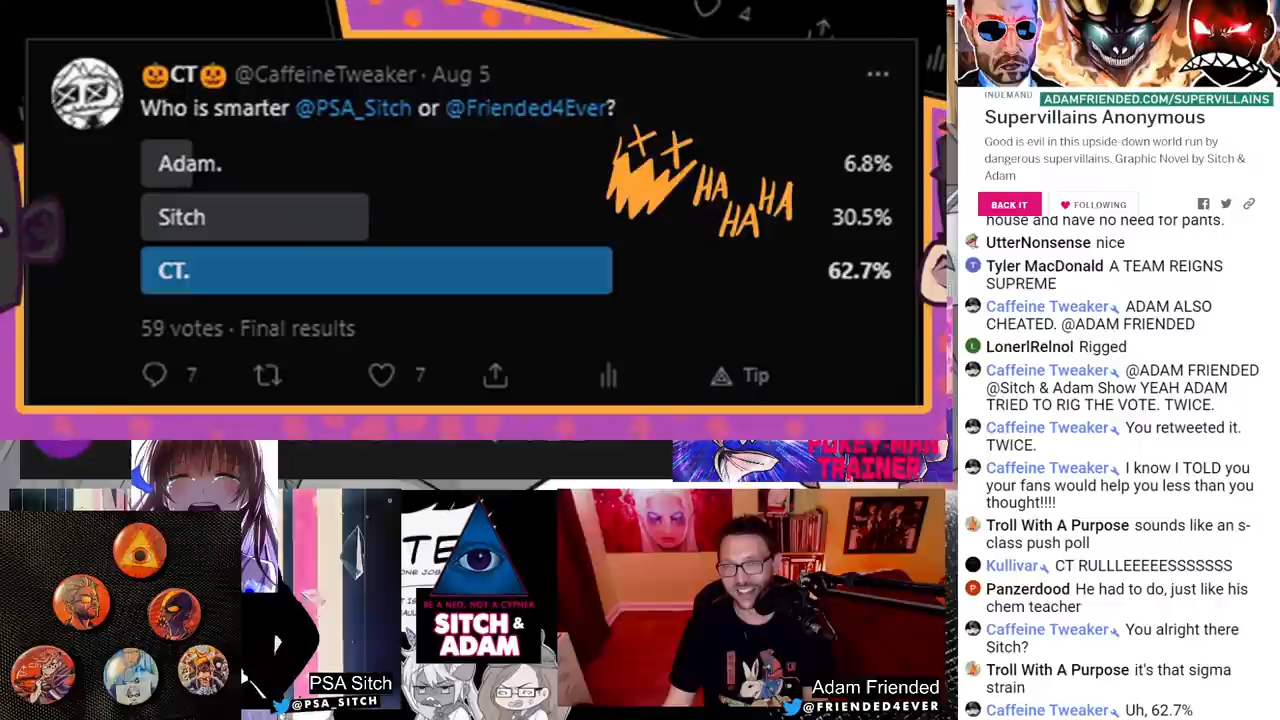 4
🎃CT🎃 @CaffeineTweaker · Aug 5
Who is smarter @PSA_Sitch or @Friended4Ever?
Adam. 6.8%
Sitch 30.5%
CT. 62.7%
59 votes · Final results
7 7 Tip
HA
HA
HA
TRAINER
BE A NEO, NOT A CYPHER
SITCH &
ADAM
PSA Sitch
@PSA_SITCH
Adam Friended
@FRIENDED4EVER
INDEMAND
ADAMFRIENDED.COM/SUPERVILLAINS
Supervillains Anonymous
Good is evil in this upside-down world run by
dangerous supervillains. Graphic Novel by Sitch &
Adam
BACK IT FOLLOWING
house and have no need for pants.
UtterNonsense nice
Tyler MacDonald A TEAM REIGNS
SUPREME
Caffeine Tweaker ADAM ALSO
CHEATED. @ADAM FRIENDED
LonerlRelnol Rigged
Caffeine Tweaker @ADAM FRIENDED
@Sitch & Adam Show YEAH ADAM
TRIED TO RIG THE VOTE. TWICE.
Caffeine Tweaker You retweeted it.
TWICE.
Caffeine Tweaker I know I TOLD you
your fans would help you less than you
thought!!!!
Troll With A Purpose sounds like an s-
class push poll
Kullivar CT RULLLEEEEESSSSSSS
Panzerdood He had to do, just like his
chem teacher
Caffeine Tweaker You alright there
Sitch?
Troll With A Purpose it's that sigma
strain
Caffeine Tweaker Uh, 62.7%